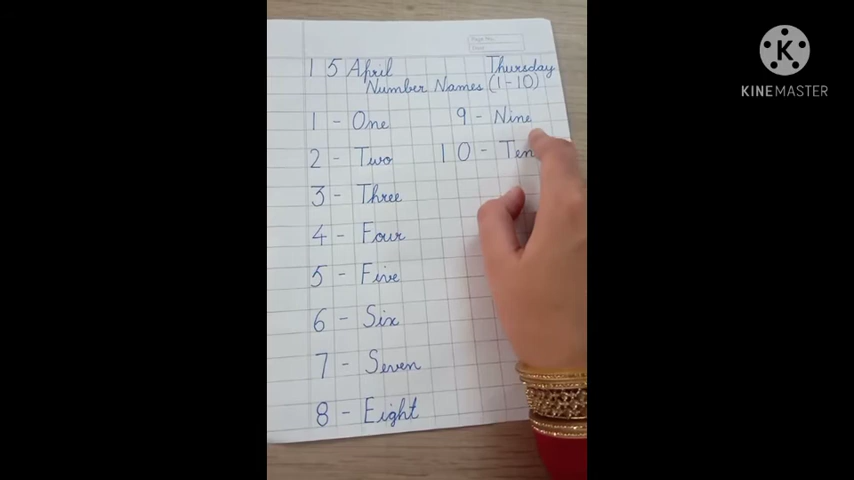 15 April Thursday
Number Names (1-10)
1 - One
2 - Two
3 - Three
4 - Four
5 - Five
6 - Six
7 - Seven
8 - Eight
9 - Nine
10 - Ten
KINEMASTER